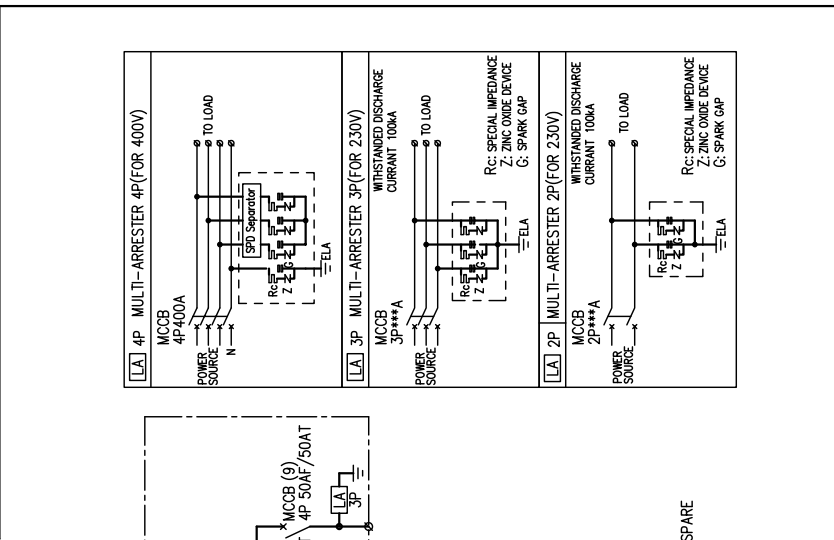 LA 4P MULTI-ARRESTER 4P(FOR 400V)
MCCB
4P400A
POWER
SOURCE
N
TO LOAD
SPD Separator
Rc
Z
G
ELA
LA 3P MULTI-ARRESTER 3P(FOR 230V)
WITHSTANDED DISCHARGE
CURRANT 100kA
MCCB
3P***A
POWER
SOURCE
TO LOAD
Rc
Z
G
ELA
Rc: SPECIAL IMPEDANCE
Z: ZINC OXIDE DEVICE
G: SPARK GAP
LA 2P MULTI-ARRESTER 2P(FOR 230V)
WITHSTANDED DISCHARGE
CURRANT 100kA
MCCB
2P***A
POWER
SOURCE
TO LOAD
Rc
Z
G
ELA
Rc: SPECIAL IMPEDANCE
Z: ZINC OXIDE DEVICE
G: SPARK GAP
MCCB (9)
4P 50AF/50AT
LA
3P
SPARE